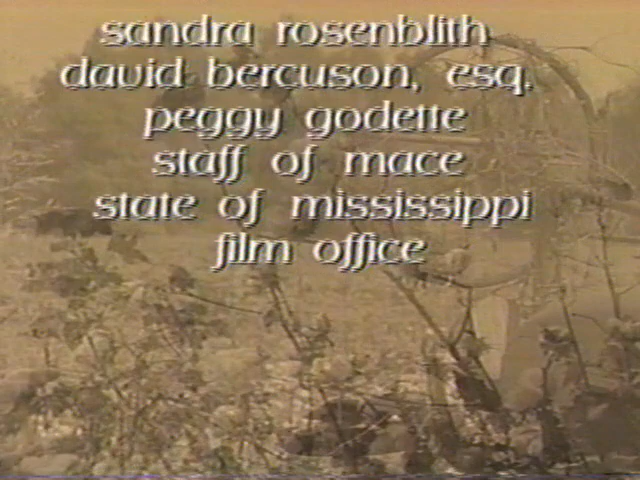 sandra rosenblith
david bercuson, esq.
peggy godette
staff of mace
state of mississippi
film office